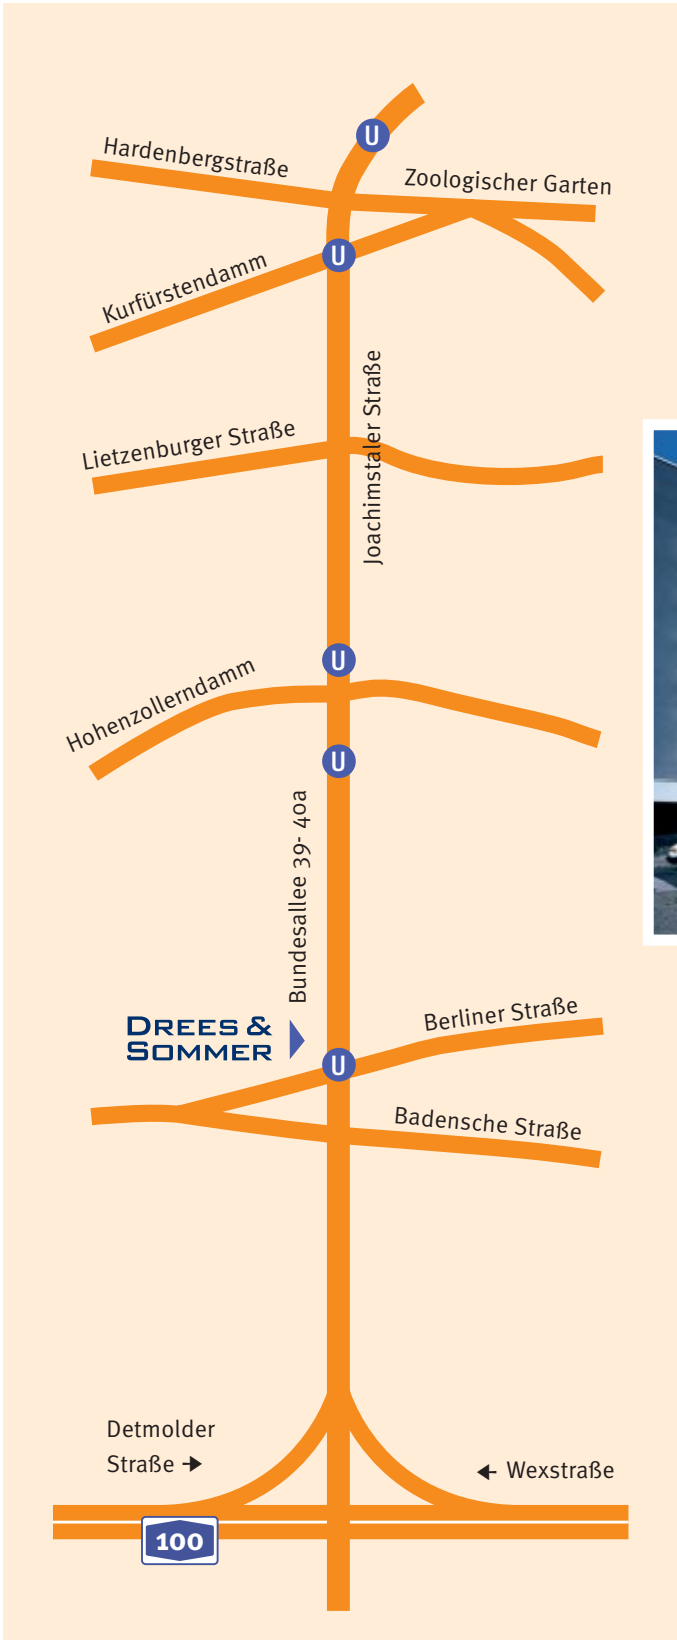 U
Hardenbergstraße
Zoologischer Garten
U
Kurfürstendamm
Joachimstaler Straße
Lietzenburger Straße
U
Hohenzollerndamm
U
Bundesallee 39- 40a
Berliner Straße
DREES &
SOMMER
U
Badensche Straße
Detmolder
Straße →
← Wexstraße
100